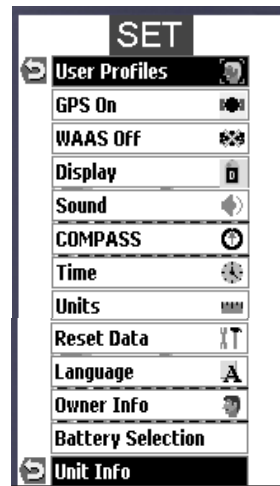 SET
User Profiles
GPS On
WAAS Off
Display
Sound
COMPASS
Time
Units
Reset Data
Language
Owner Info
Battery Selection
Unit Info